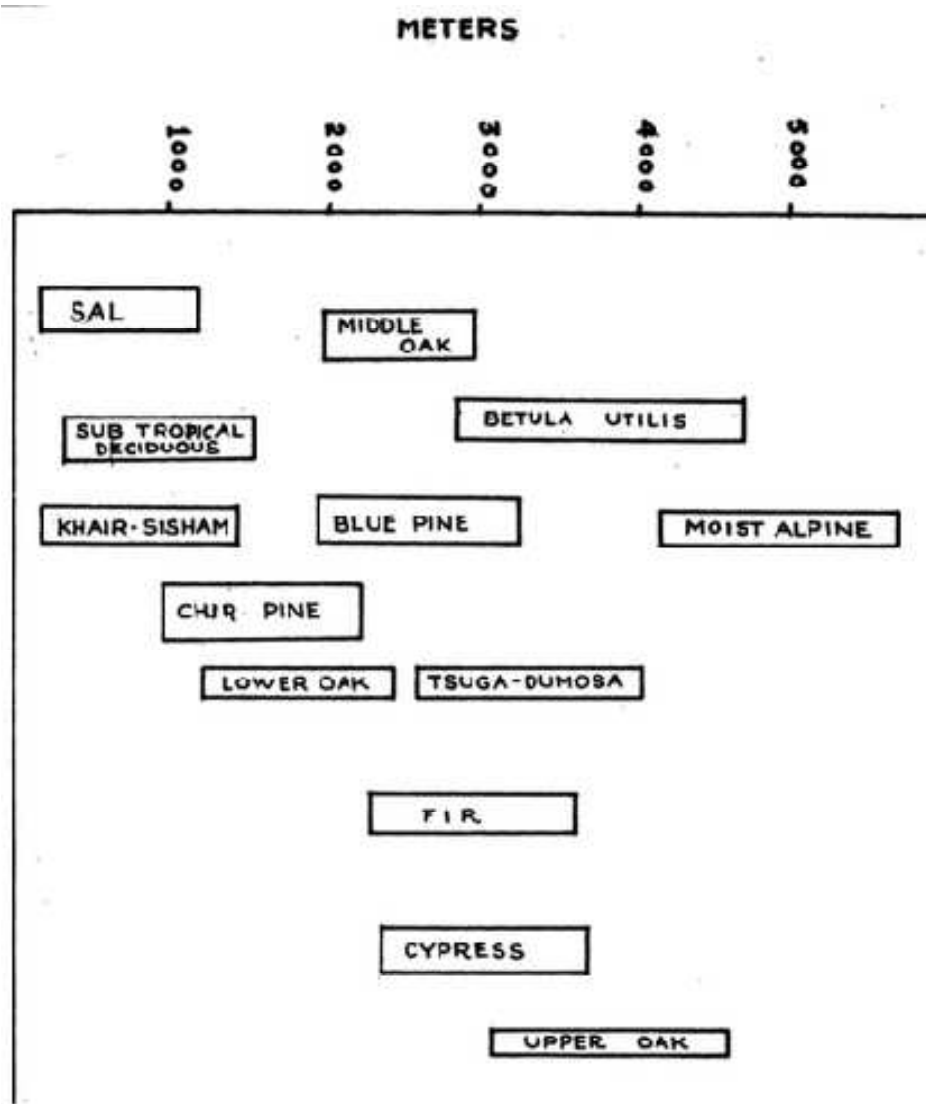 METERS
1000
2000
3000
4000
5000
SAL
MIDDLE
OAK
BETULA UTILIS
SUB TROPICAL
DECIDUOUS
KHAIR-SISHAM
BLUE PINE
MOIST ALPINE
CHIR PINE
LOWER OAK
TSUGA-DUMOSA
FIR
CYPRESS
UPPER OAK